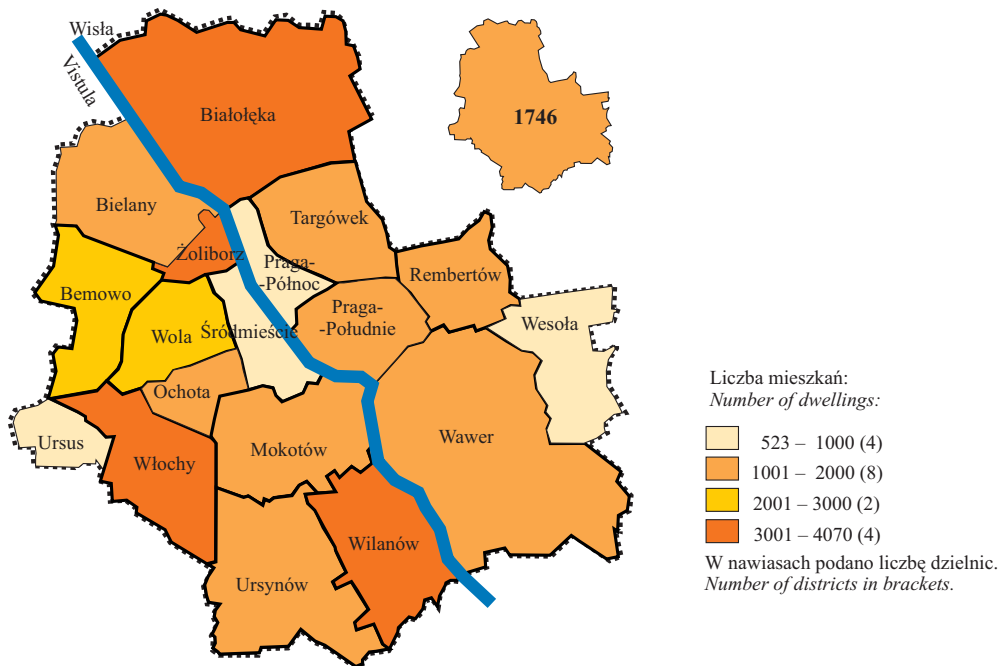 Wisła
Vistula
Białołęka
1746
Bielany
Targówek
Żoliborz
Praga-
-Północ
Rembertów
Bemowo
Wola
Śródmieście
Praga-
-Południe
Wesoła
Ochota
Ursus
Włochy
Mokotów
Wawer
Wilanów
Ursynów
Liczba mieszkań:
Number of dwellings:
523 – 1000 (4)
1001 – 2000 (8)
2001 – 3000 (2)
3001 – 4070 (4)
W nawiasach podano liczbę dzielnic.
Number of districts in brackets.